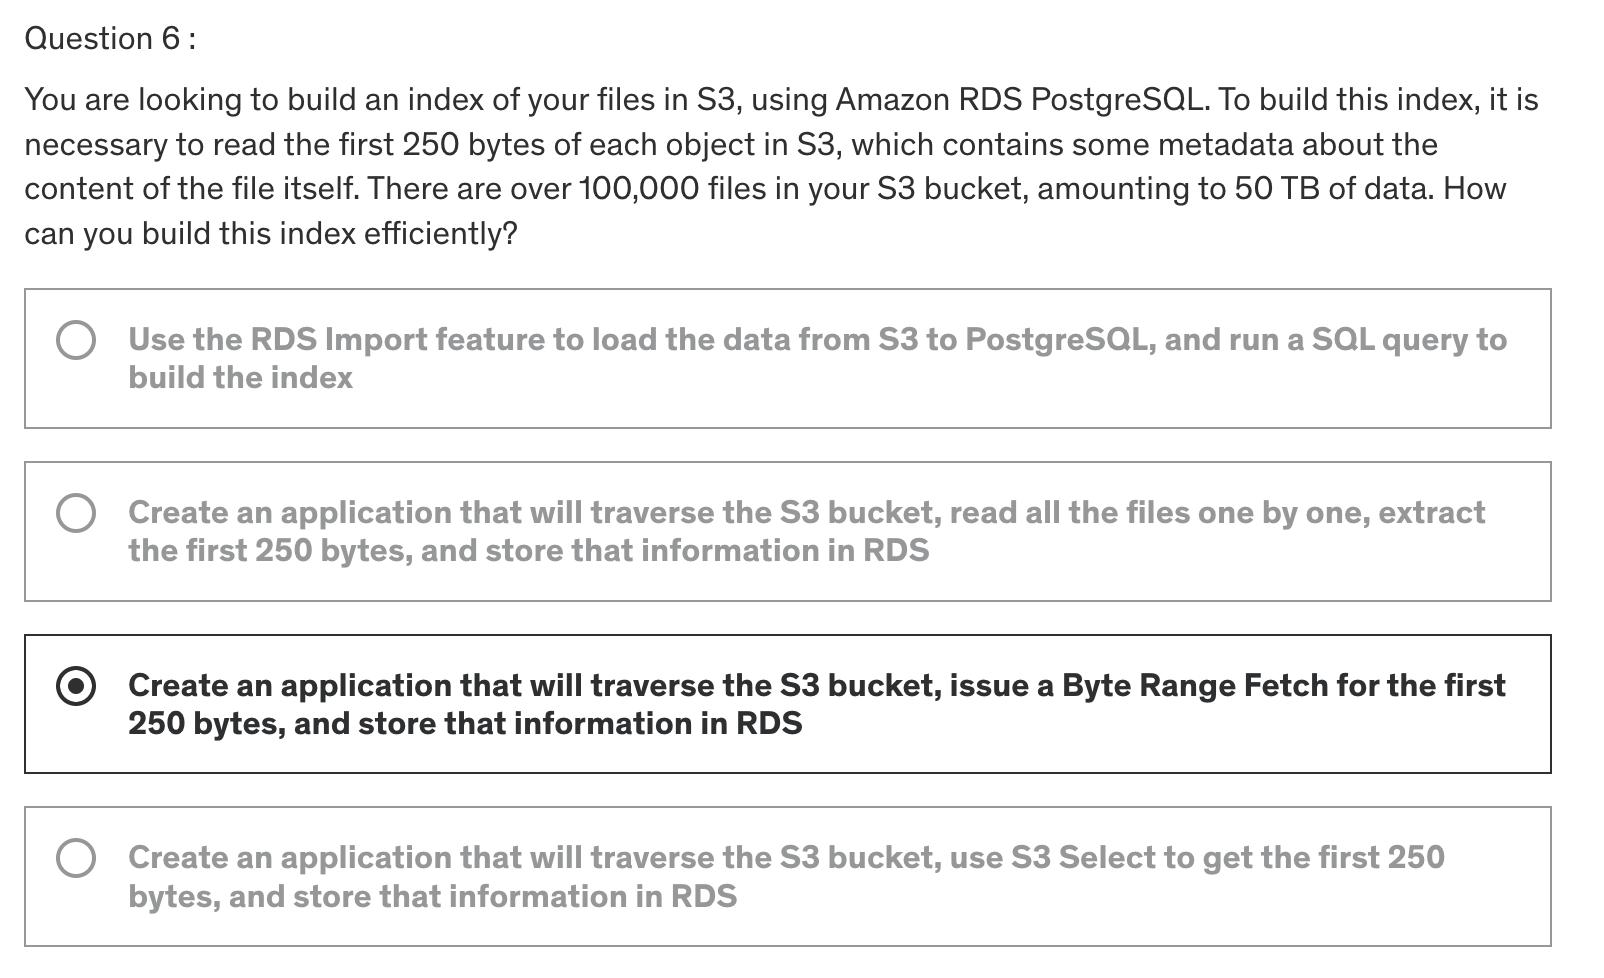 Question 6 :
You are looking to build an index of your files in S3, using Amazon RDS PostgreSQL. To build this index, it is
necessary to read the first 250 bytes of each object in S3, which contains some metadata about the
content of the file itself. There are over 100,000 files in your S3 bucket, amounting to 50 TB of data. How
can you build this index efficiently?
Use the RDS Import feature to load the data from S3 to PostgreSQL, and run a SQL query to
build the index
Create an application that will traverse the S3 bucket, read all the files one by one, extract
the first 250 bytes, and store that information in RDS
Create an application that will traverse the S3 bucket, issue a Byte Range Fetch for the first
250 bytes, and store that information in RDS
Create an application that will traverse the S3 bucket, use S3 Select to get the first 250
bytes, and store that information in RDS